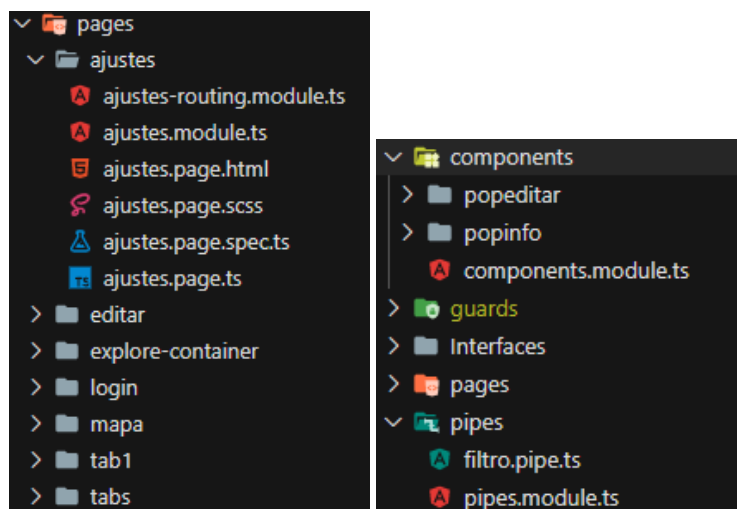 pages
ajustes
ajustes-routing.module.ts
ajustes.module.ts
ajustes.page.html
ajustes.page.scss
ajustes.page.spec.ts
ajustes.page.ts
editar
explore-container
login
mapa
tab1
tabs
components
popeditar
popinfo
components.module.ts
guards
Interfaces
pages
pipes
filtro.pipe.ts
pipes.module.ts